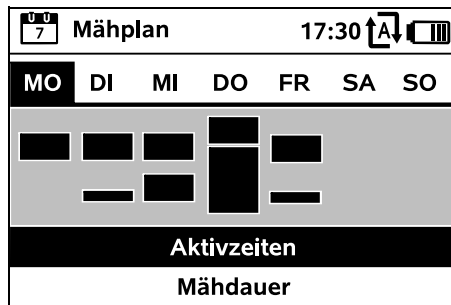 7 Mähplan 17:30 A
MO DI MI DO FR SA SO
Aktivzeiten
Mähdauer